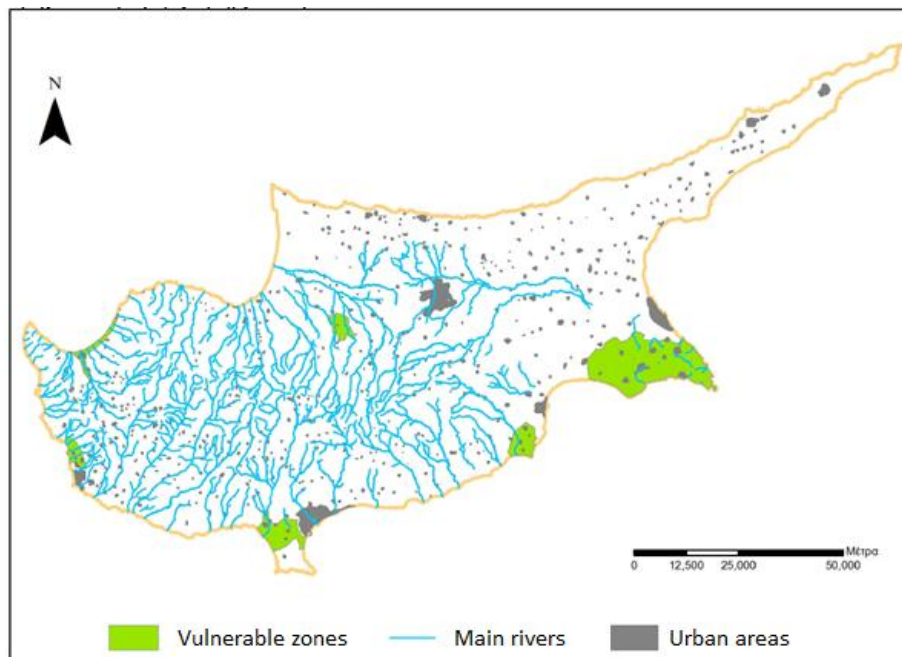 N
Μέτρα
0 12,500 25,000 50,000
Vulnerable zones Main rivers Urban areas